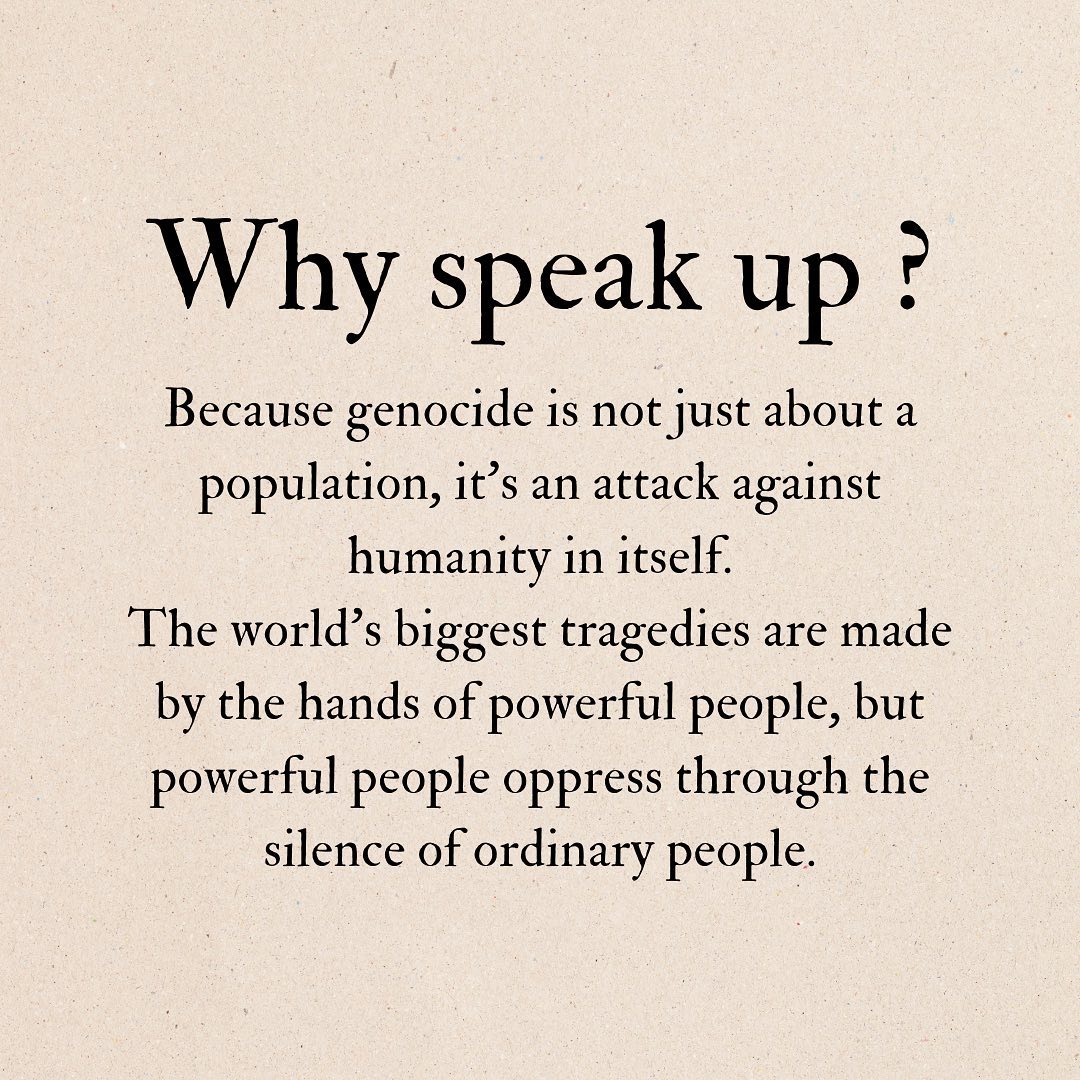 Why speak up ?
Because genocide is not just about a
population, it’s an attack against
humanity in itself.
The world’s biggest tragedies are made
by the hands of powerful people, but
powerful people oppress through the
silence of ordinary people.